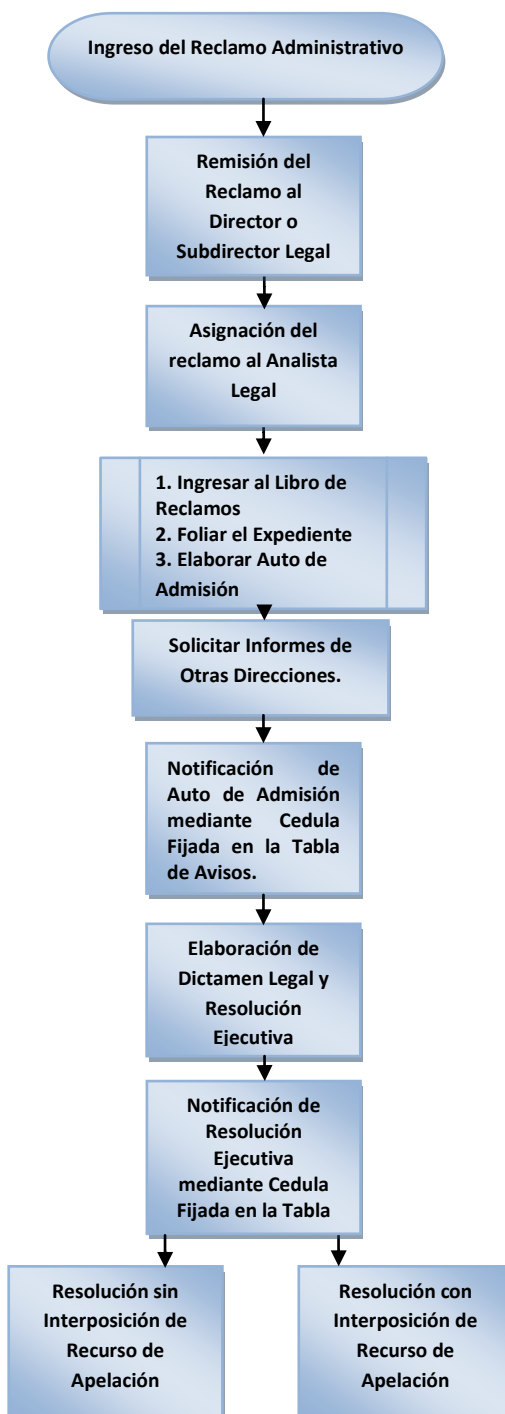 Ingreso del Reclamo Administrativo
Remisión del
Reclamo al
Director o
Subdirector Legal
Asignación del
reclamo al Analista
Legal
1. Ingresar al Libro de
Reclamos
2. Foliar el Expediente
3. Elaborar Auto de
Admisión
Solicitar Informes de
Otras Direcciones.
Notificación de
Auto de Admisión
mediante Cedula
Fijada en la Tabla
de Avisos.
Elaboración de
Dictamen Legal y
Resolución
Ejecutiva
Notificación de
Resolución
Ejecutiva
mediante Cedula
Fijada en la Tabla
Resolución sin
Interposición de
Recurso de
Apelación
Resolución con
Interposición de
Recurso de
Apelación